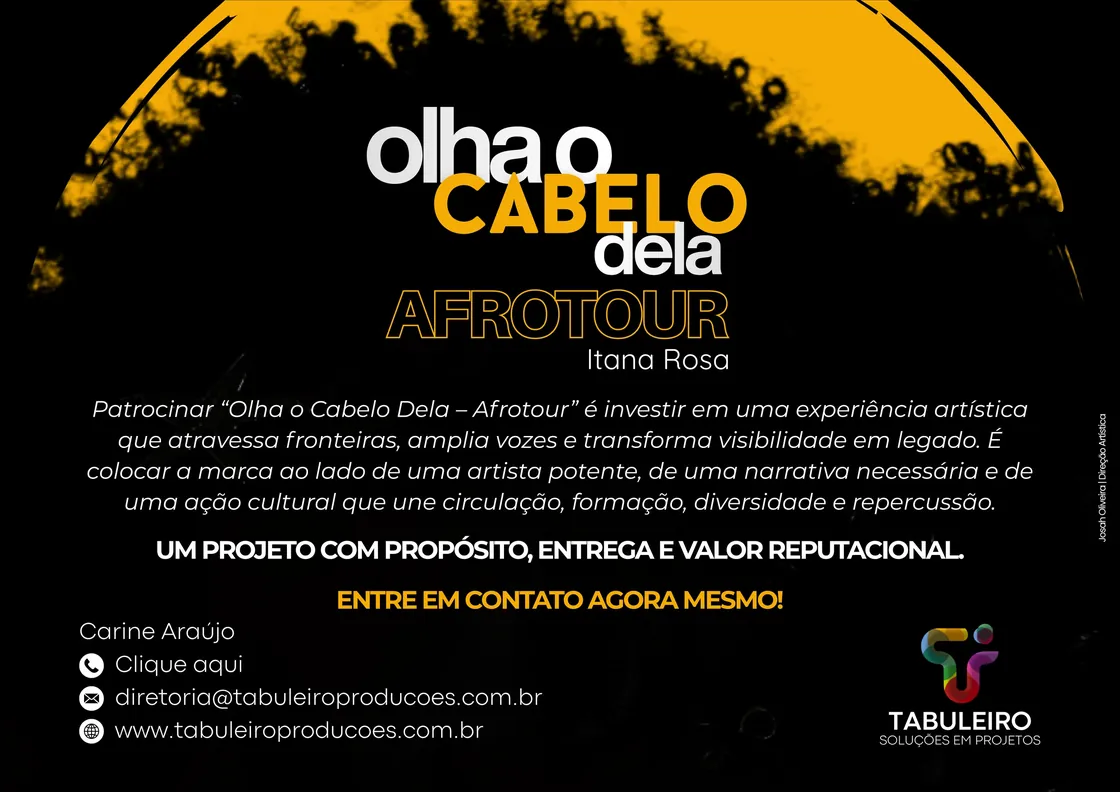 olha o
CABELO
dela
AFROTOUR
Itana Rosa
Patrocinar “Olha o Cabelo Dela – Afrotour” é investir em uma experiência artística
que atravessa fronteiras, amplia vozes e transforma visibilidade em legado. É
colocar a marca ao lado de uma artista potente, de uma narrativa necessária e de
uma ação cultural que une circulação, formação, diversidade e repercussão.
UM PROJETO COM PROPÓSITO, ENTREGA E VALOR REPUTACIONAL.
ENTRE EM CONTATO AGORA MESMO!
Carine Araújo
Clique aqui
diretoria@tabuleiroproducoes.com.br
www.tabuleiroproducoes.com.br
TABULEIRO
SOLUÇÕES EM PROJETOS
Josah Oliveira | Direção Artística